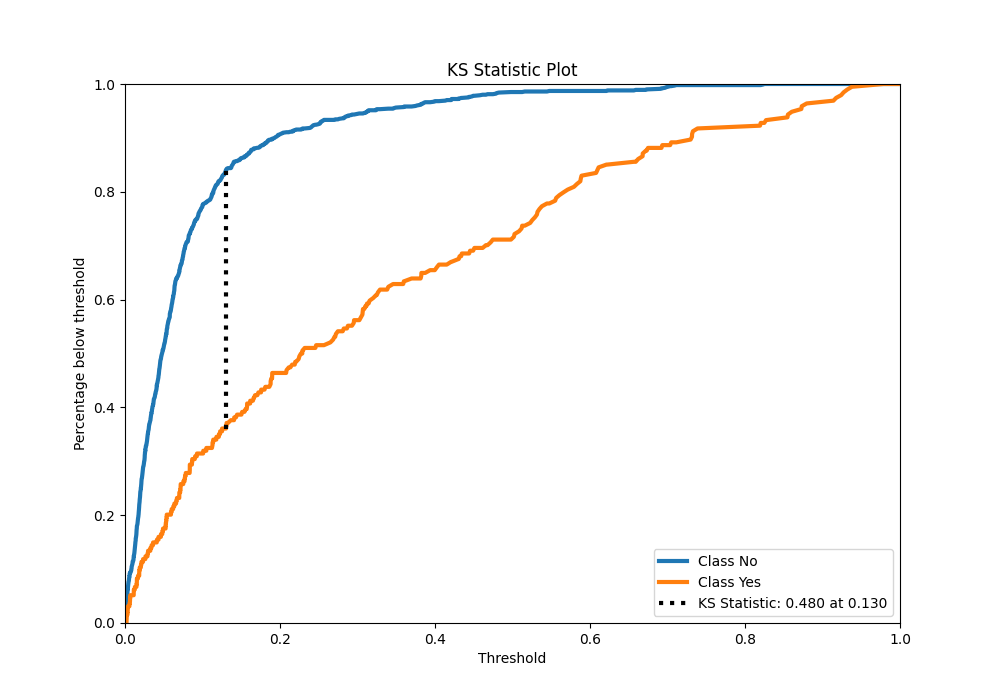 KS Statistic Plot
1.0
0.8
0.6
0.4
0.2
0.0
Percentage below threshold
0.0 0.2 0.4 0.6 0.8 1.0
Threshold
Class No
Class Yes
KS Statistic: 0.480 at 0.130